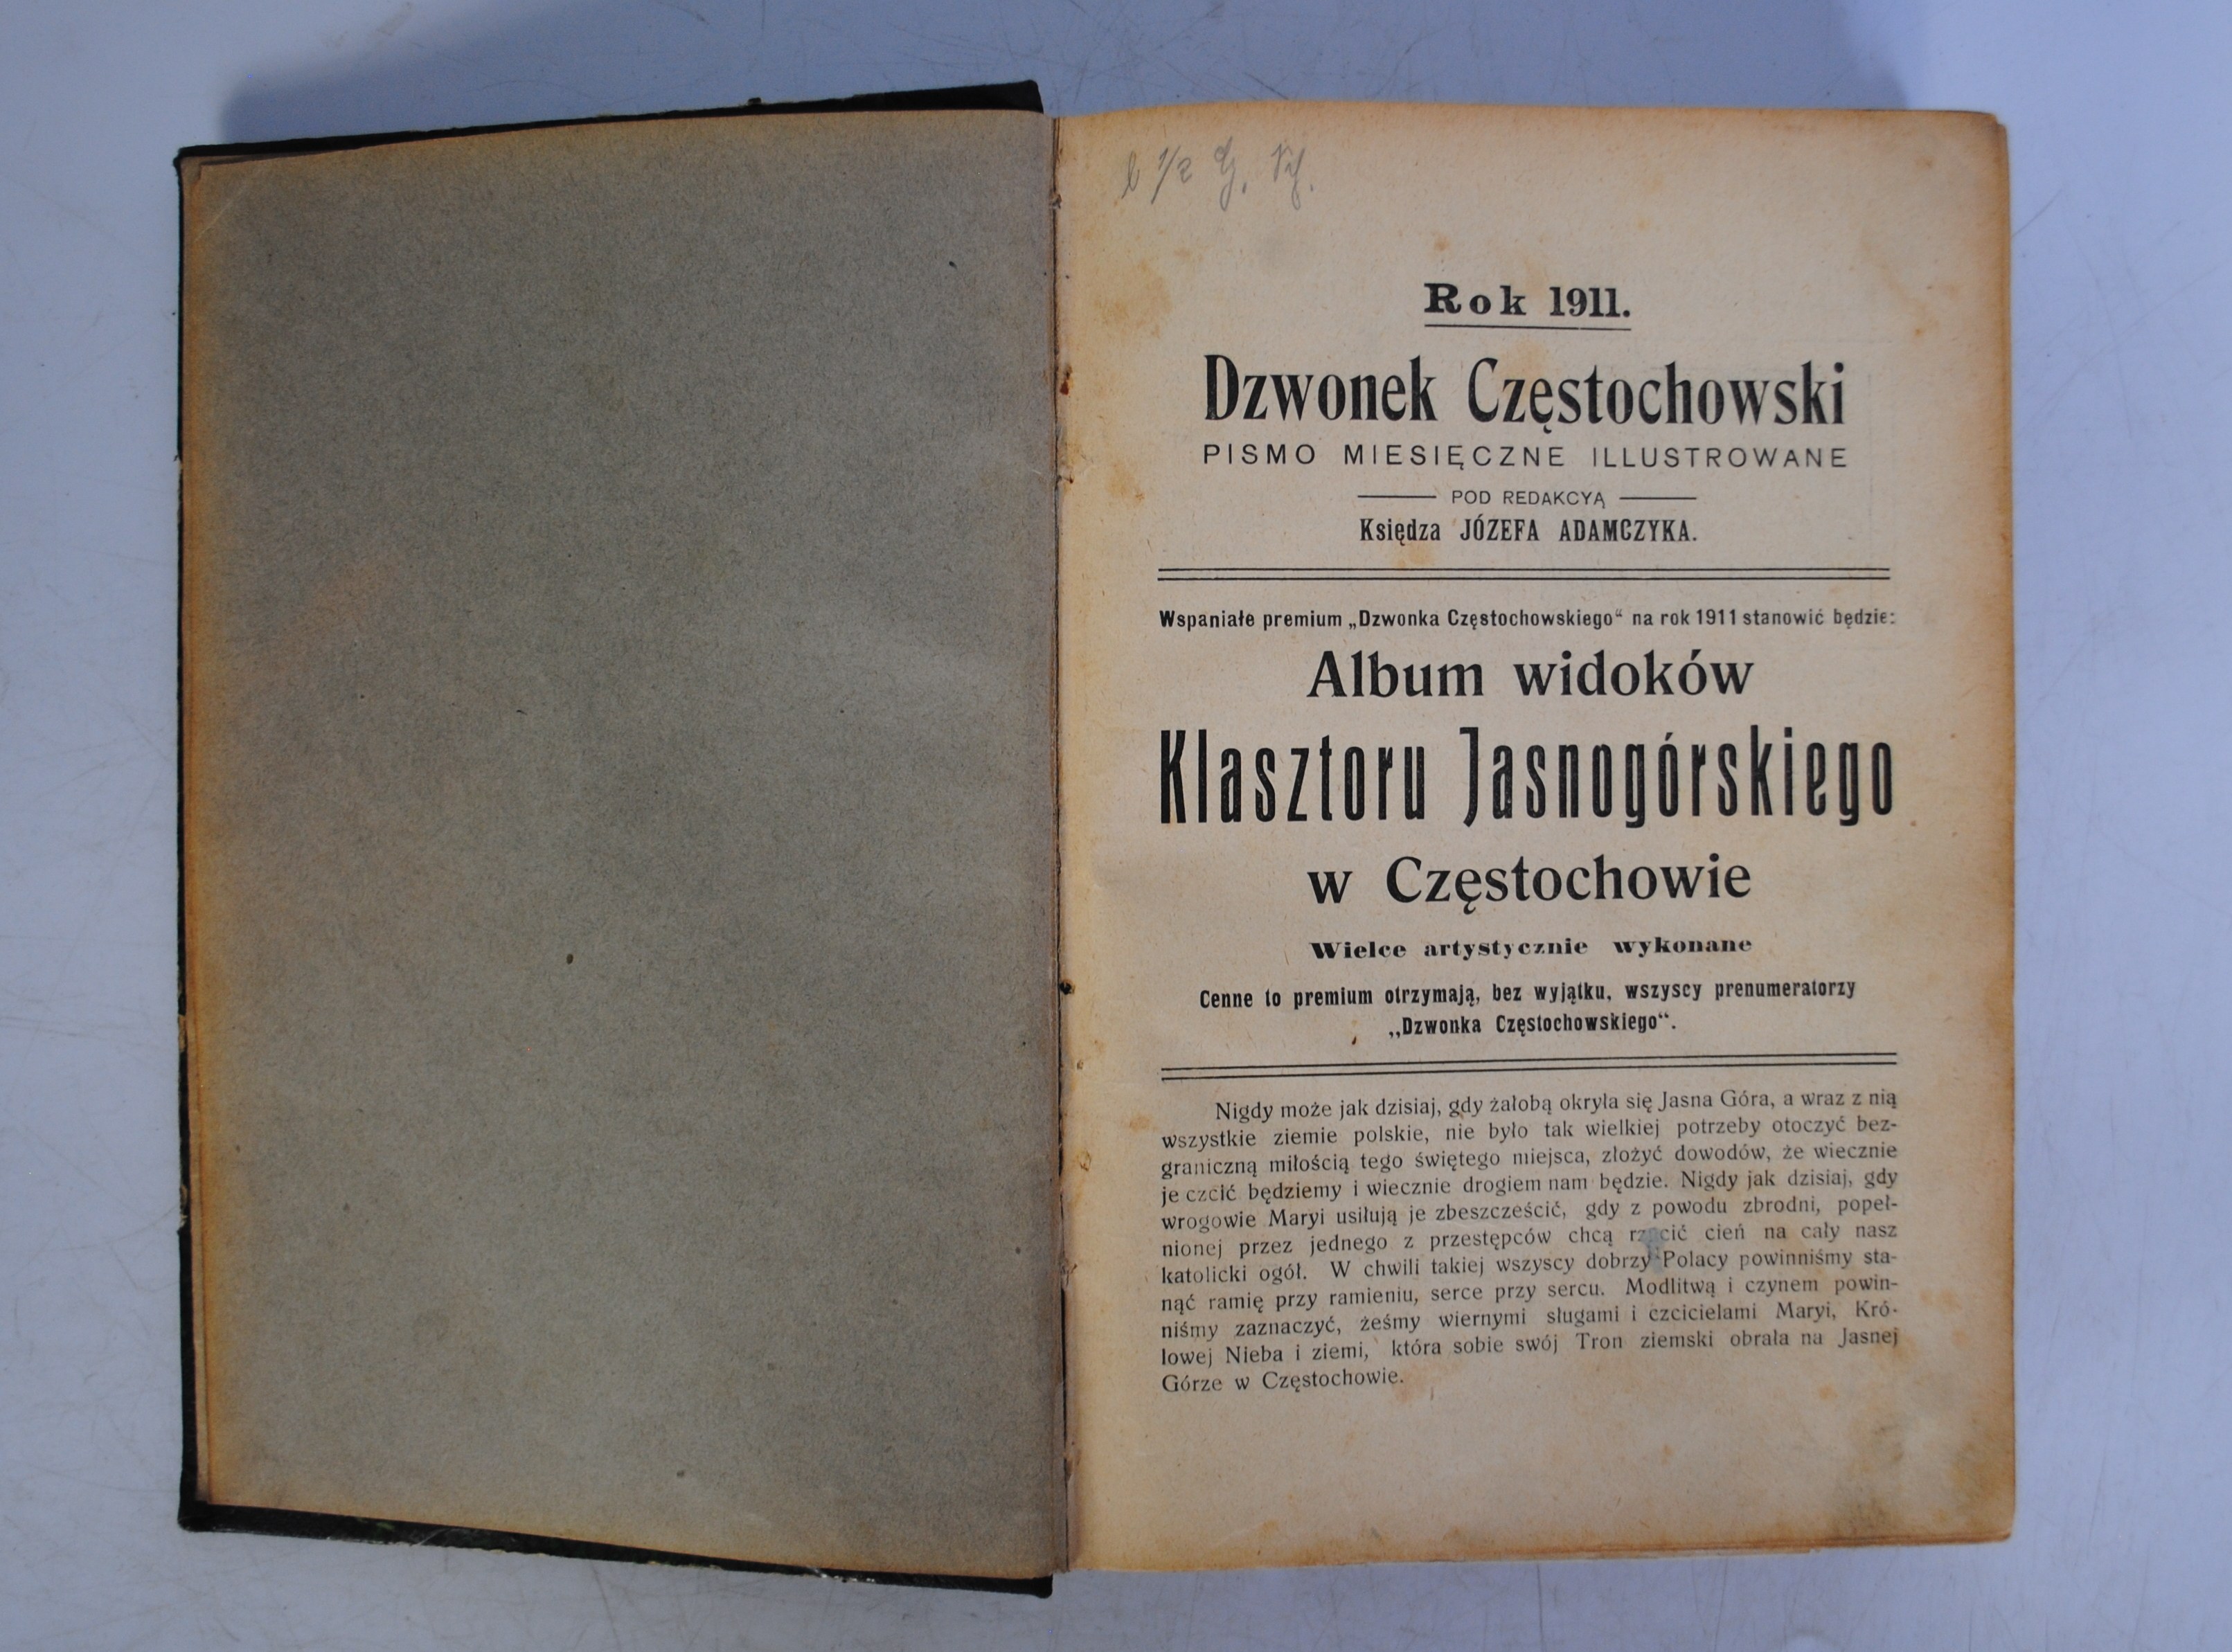 Rok 1911.
Dzwonek Częstochowski
PISMO MIESIĘCZNE ILLUSTROWANE
POD REDAKCYĄ
Księdza JÓZEFA ADAMCZYKA.
Wspaniałe premium „Dzwonka Częstochowskiego“ na rok 1911 stanowić będzie:
Album widoków
Klasztoru Jasnogórskiego
w Częstochowie
Wielce artystycznie wykonane
Cenne to premium otrzymają, bez wyjątku, wszyscy prenumeratorzy
„Dzwonka Częstochowskiego“.
Nigdy może jak dzisiaj, gdy żałobą okryła się Jasna Góra, a wraz z nią
wszystkie ziemie polskie, nie było tak wielkiej potrzeby otoczyć bez-
graniczną miłością tego świętego miejsca, złożyć dowodów, że wiecznie
je czcić będziemy i wiecznie drogiem nam będzie. Nigdy jak dzisiaj, gdy
wrogowie Maryi usiłują je zbeszcześcić, gdy z powodu zbrodni, popeł-
nionej przez jednego z przestępców chcą rzucić cień na cały nasz
katolicki ogół. W chwili takiej wszyscy dobrzy Polacy powinniśmy sta-
nąć ramię przy ramieniu, serce przy sercu. Modlitwą i czynem powin-
niśmy zaznaczyć, żeśmy wiernymi sługami i czcicielami Maryi, Kró-
lowej Nieba i ziemi, która sobie swój Tron ziemski obrała na Jasnej
Górze w Częstochowie.